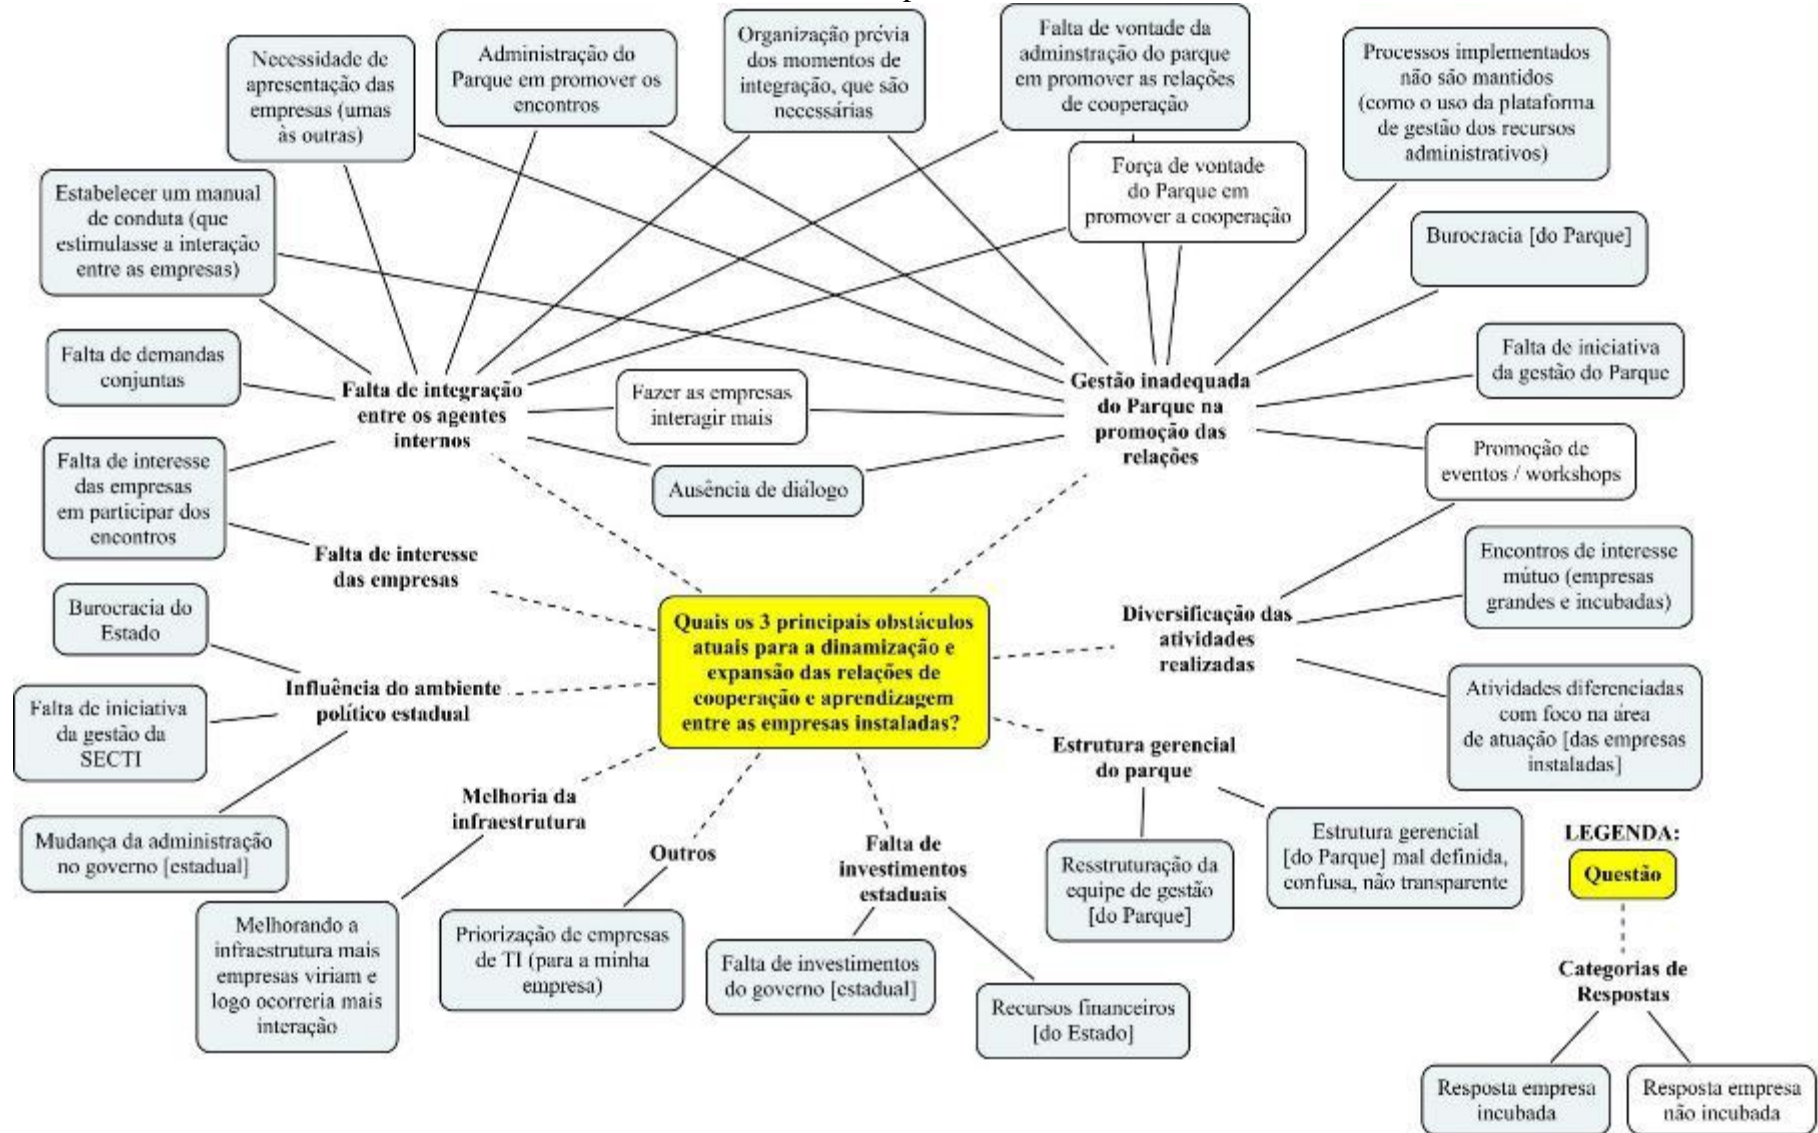 Necessidade de
apresentação das
empresas (umas
às outras)
Administração do
Parque em promover os
encontros
Organização prévia
dos momentos de
integração, que são
necessárias
Falta de vontade da
adminstração do parque
em promover as relações
de cooperação
Processos implementados
não são mantidos
(como o uso da plataforma
de gestão dos recursos
administrativos)
Estabelecer um manual
de conduta (que
estimulasse a interação
entre as empresas)
Força de vontade
do Parque em
promover a cooperação
Burocracia [do Parque]
Falta de demandas
conjuntas
Falta de integração
entre os agentes
internos
Fazer as empresas
interagir mais
Gestão inadequada
do Parque na
promoção das
relações
Falta de iniciativa
da gestão do Parque
Falta de interesse
das empresas
em participar dos
encontros
Ausência de diálogo
Promoção de
eventos / workshops
Falta de interesse
das empresas
Encontros de interesse
mútuo (empresas
grandes e incubadas)
Burocracia do
Estado
Quais os 3 principais obstáculos
atuais para a dinamização e
expansão das relações de
cooperação e aprendizagem
entre as empresas instaladas?
Diversificação das
atividades
realizadas
Influência do ambiente
político estadual
Falta de iniciativa
da gestão da
SECTI
Atividades diferenciadas
com foco na área
de atuação [das empresas
instaladas]
Estrutura gerencial
do parque
Melhoria da
infraestrutura
Mudança da administração
no governo [estadual]
Outros
Falta de
investimentos
estaduais
Resstruturação da
equipe de gestão
[do Parque]
Estrutura gerencial
[do Parque] mal definida,
confusa, não transparente
LEGENDA:
Questão
Melhorando a
infraestrutura mais
empresas viriam e
logo ocorreria mais
interação
Priorização de empresas
de TI (para a minha
empresa)
Falta de investimentos
do governo [estadual]
Recursos financeiros
[do Estado]
Categorias de
Respostas
Resposta empresa
incubada
Resposta empresa
não incubada